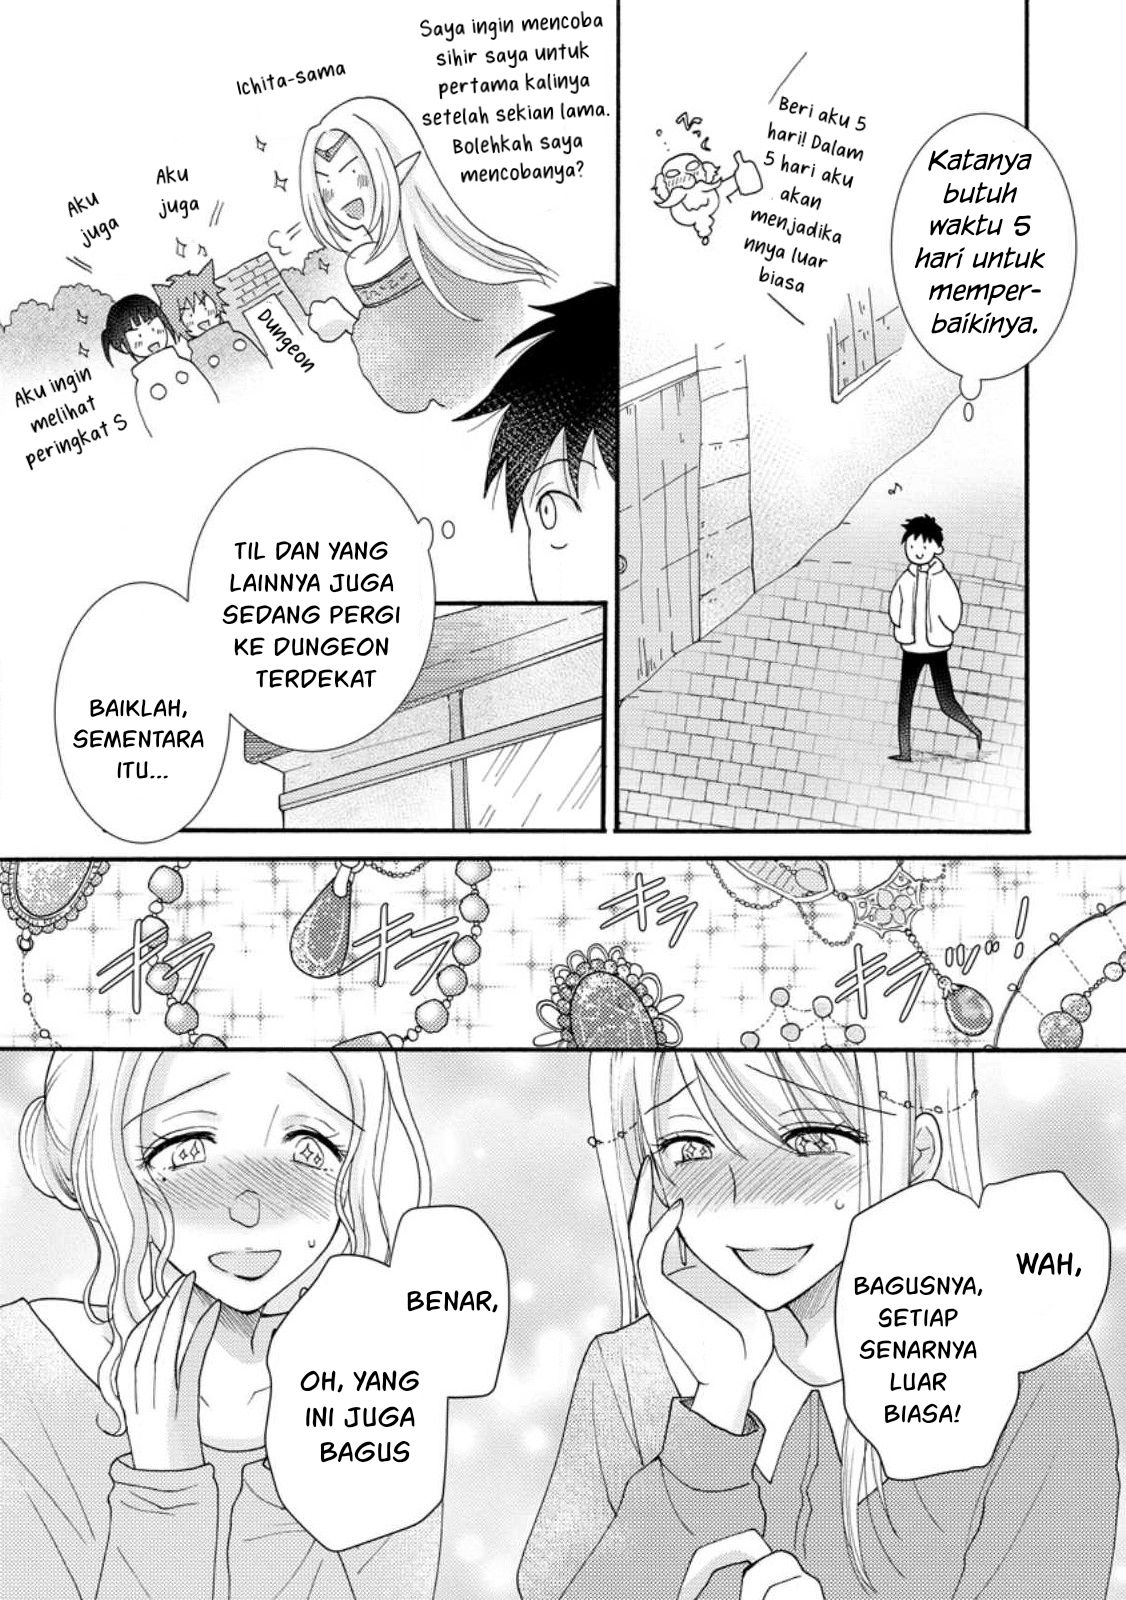 Katanya
butuh
waktu 5
hari untuk
memper-
baikinya.
Beri aku 5
hari! Dalam
5 hari aku
akan
menjadika
nnya luar
biasa
Saya ingin mencoba
sihir saya untuk
pertama kalinya
setelah sekian lama.
Bolehkah saya
mencobanya?
Ichita-sama
Aku
juga
Aku
juga
Dungeon
Aku ingin
melihat
peringkat S
TIL DAN YANG
LAINNYA JUGA
SEDANG PERGI
KE DUNGEON
TERDEKAT
BAIKLAH,
SEMENTARA
ITU...
キラッ…!
キラ
キラ
キラ
WAH,
BAGUSNYA,
SETIAP
SENARNYA
LUAR
BIASA!
BENAR,
OH, YANG
INI JUGA
BAGUS